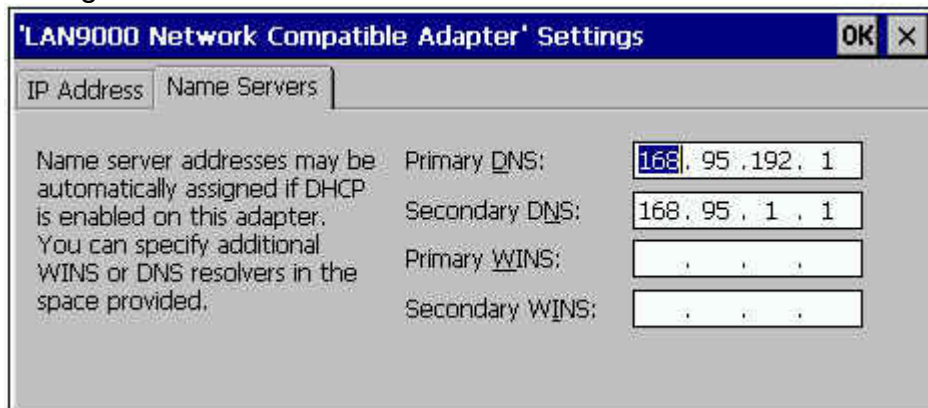 'LAN9000 Network Compatible Adapter' Settings OK ×
IP Address Name Servers
Name server addresses may be
automatically assigned if DHCP
is enabled on this adapter.
You can specify additional
WINS or DNS resolvers in the
space provided.
Primary DNS: 168. 95 .192. 1
Secondary DNS: 168. 95 . 1 . 1
Primary WINS: . . .
Secondary WINS: . . .